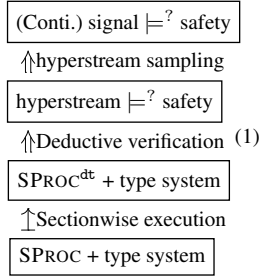 (Conti.) signal ⊨? safety
⇑hyperstream sampling
hyperstream ⊨? safety
⇑Deductive verification (1)
SPROCᵈᵗ + type system
↕Sectionwise execution
SPROC + type system